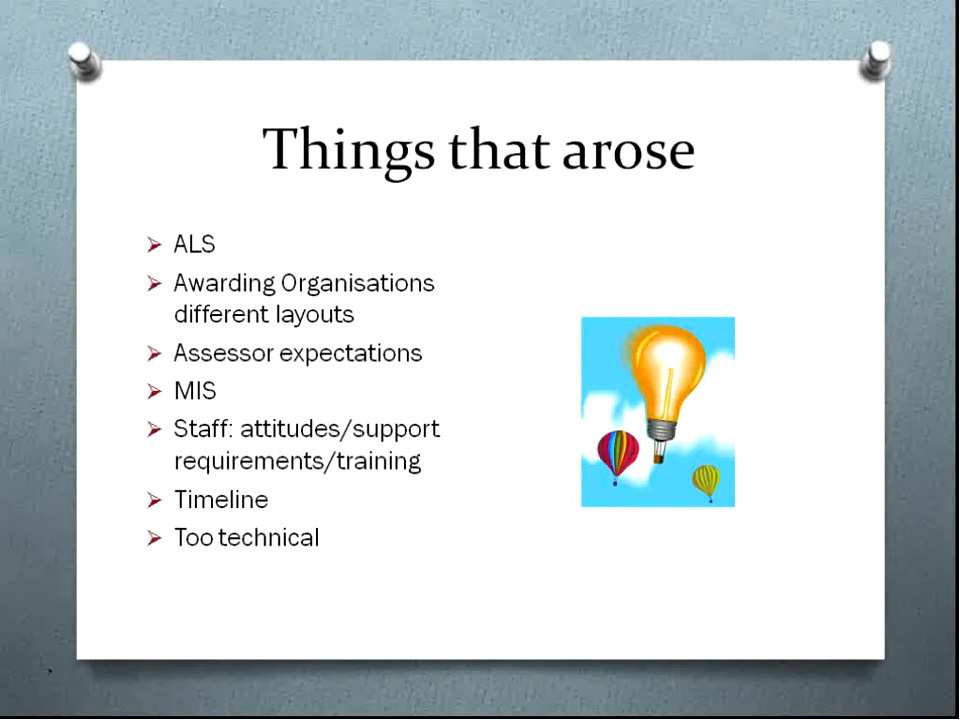 Things that arose
ALS
Awarding Organisations
different layouts
Assessor expectations
MIS
Staff: attitudes/support
requirements/training
Timeline
Too technical